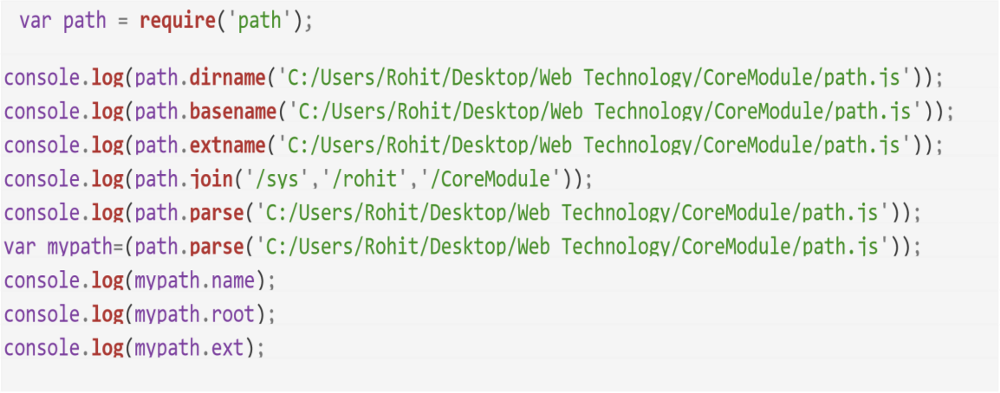 var path = require('path');
console.log(path.dirname('C:/Users/Rohit/Desktop/Web Technology/CoreModule/path.js'));
console.log(path.basename('C:/Users/Rohit/Desktop/Web Technology/CoreModule/path.js'));
console.log(path.extname('C:/Users/Rohit/Desktop/Web Technology/CoreModule/path.js'));
console.log(path.join('/sys','/rohit','/CoreModule'));
console.log(path.parse('C:/Users/Rohit/Desktop/Web Technology/CoreModule/path.js'));
var mypath=(path.parse('C:/Users/Rohit/Desktop/Web Technology/CoreModule/path.js'));
console.log(mypath.name);
console.log(mypath.root);
console.log(mypath.ext);